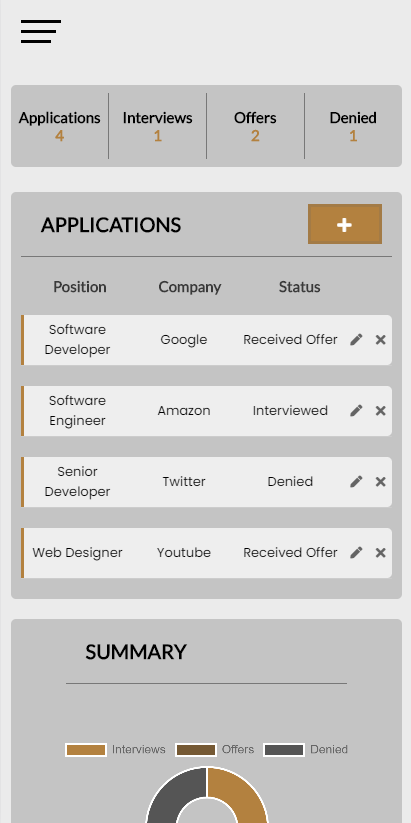 Applications Interviews Offers Denied
4 1 2 1
APPLICATIONS
Position Company Status
Software
Developer Google Received Offer
Software
Engineer Amazon Interviewed
Senior
Developer Twitter Denied
Web Designer Youtube Received Offer
SUMMARY
Interviews Offers Denied